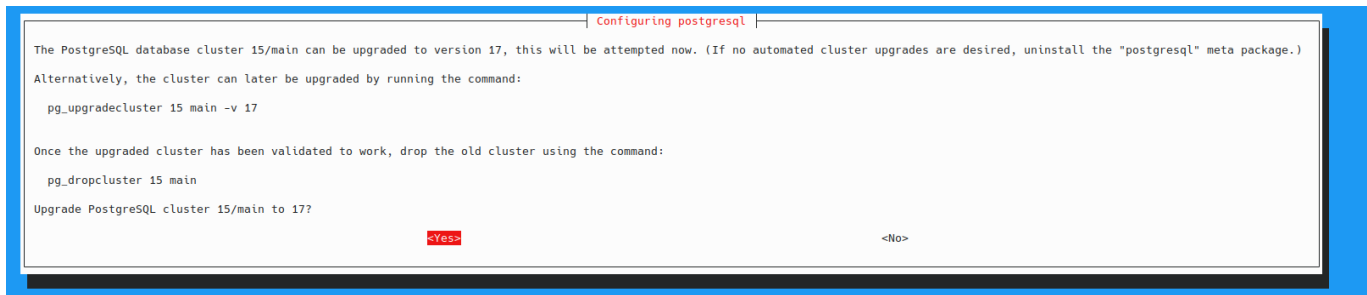 Configuring postgresql
The PostgreSQL database cluster 15/main can be upgraded to version 17, this will be attempted now. (If no automated cluster upgrades are desired, uninstall the "postgresql" meta package.)
Alternatively, the cluster can later be upgraded by running the command:
pg_upgradecluster 15 main -v 17
Once the upgraded cluster has been validated to work, drop the old cluster using the command:
pg_dropcluster 15 main
Upgrade PostgreSQL cluster 15/main to 17?
<Yes> <No>